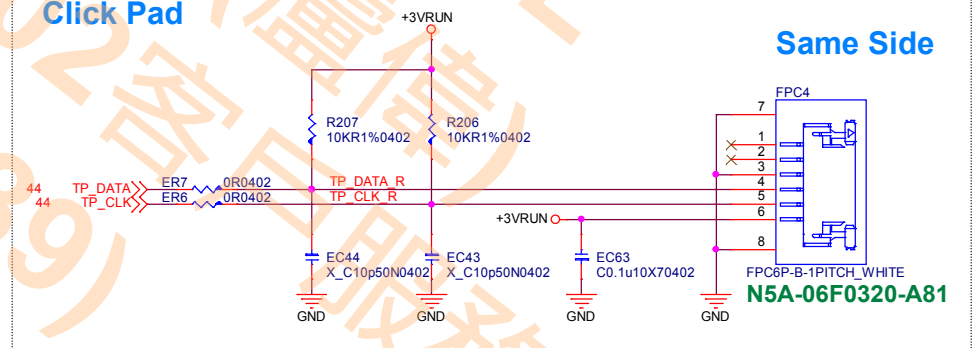 Click Pad
+3VRUN
Same Side
FPC4
R207
10KR1%0402
R206
10KR1%0402
7
1
2
3
4
5
6
8
44 TP_DATA
ER7 0R0402
TP_DATA_R
44 TP_CLK
ER6 0R0402
TP_CLK_R
+3VRUN
EC44
X_C10p50N0402
EC43
X_C10p50N0402
EC63
C0.1u10X70402
FPC6P-B-1PITCH_WHITE
N5A-06F0320-A81
GND
GND
GND
GND